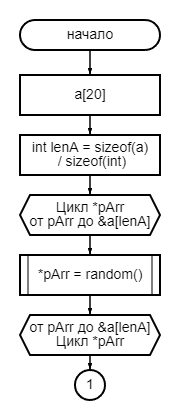 начало
a[20]
int lenA = sizeof(a)
/ sizeof(int)
Цикл *pArr
от pArr до &a[lenA]
*pArr = random()
от pArr до &a[lenA]
Цикл *pArr
1